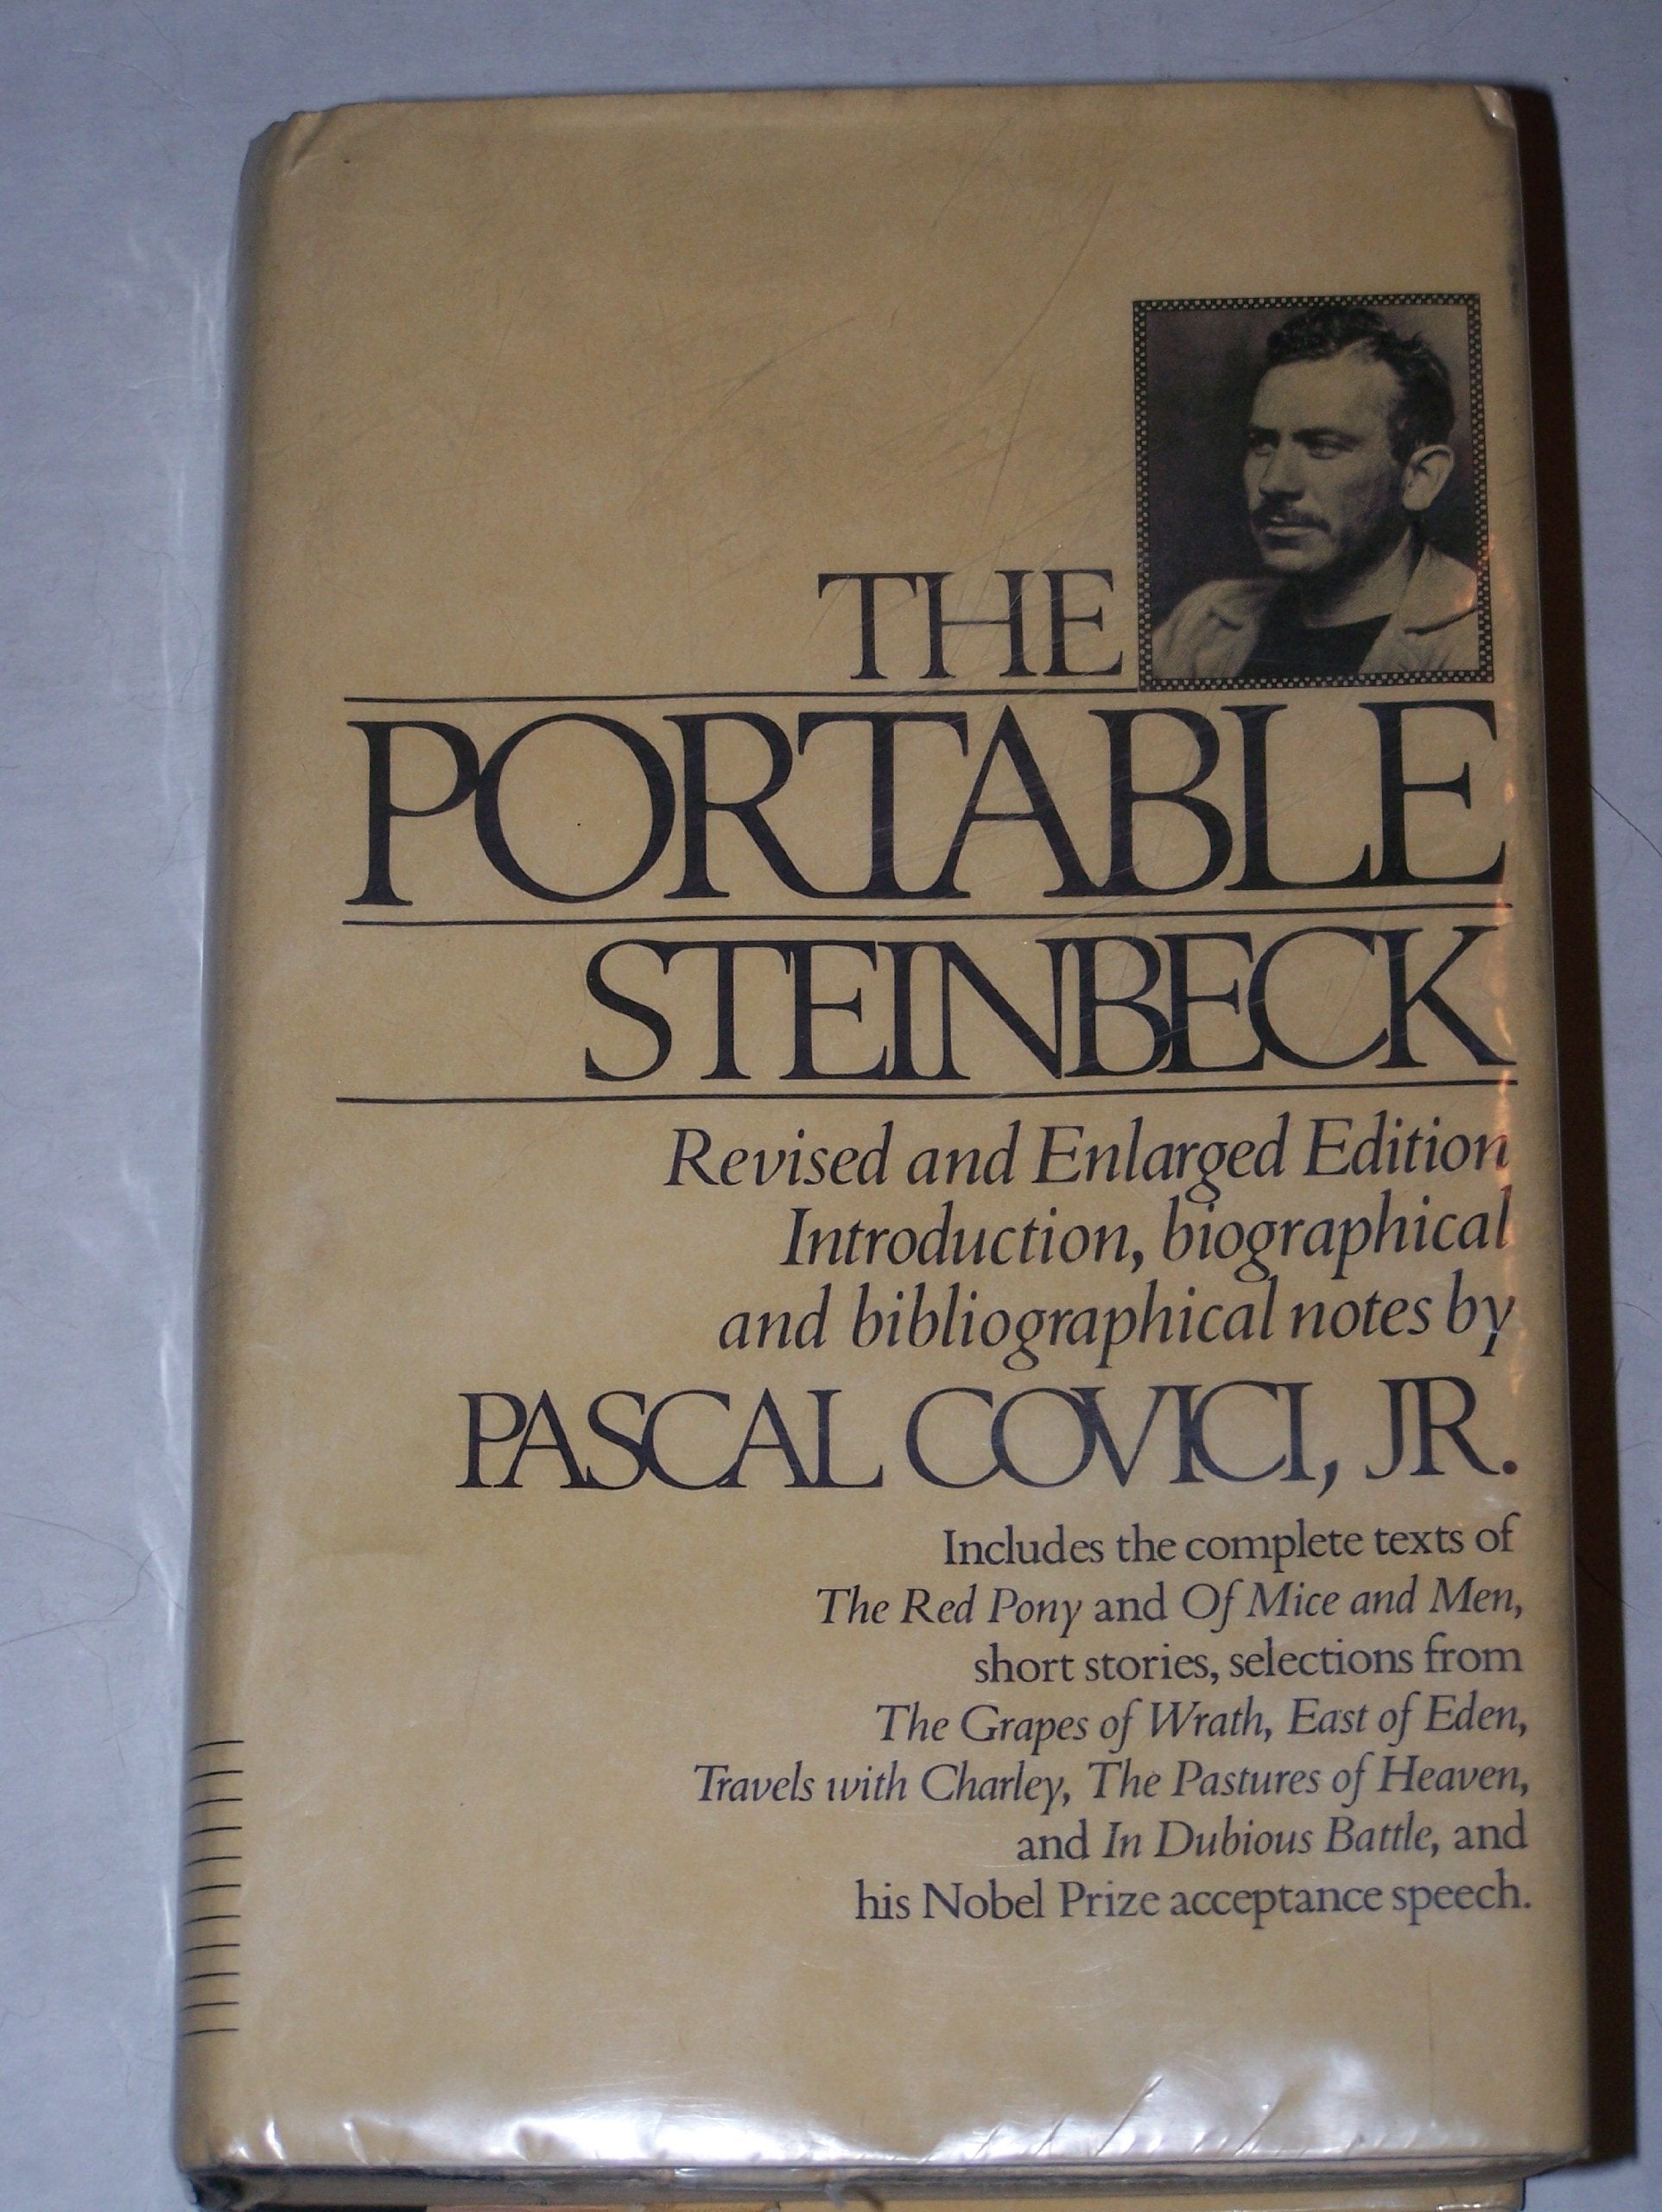 THE
PORTABLE
STEINBECK
Revised and Enlarged Edition
Introduction, biographical
and bibliographical notes by
PASCAL COVICI, JR.
Includes the complete texts of
The Red Pony and Of Mice and Men,
short stories, selections from
The Grapes of Wrath, East of Eden,
Travels with Charley, The Pastures of Heaven,
and In Dubious Battle, and
his Nobel Prize acceptance speech.